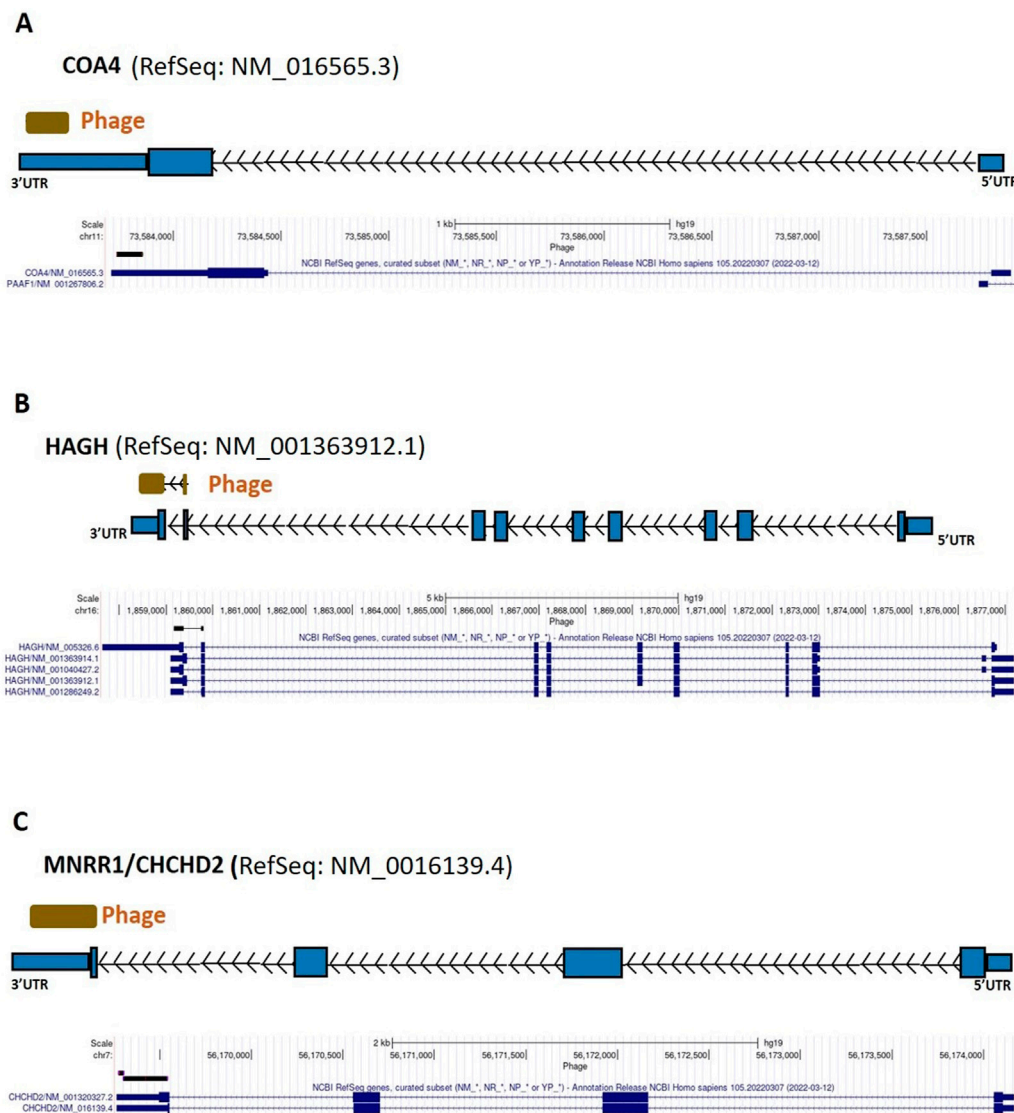 A
COA4 (RefSeq: NM_016565.3)
Phage
3'UTR
5'UTR
Scale 1 kb hg19
chr11: 73,584,000 73,584,500 73,585,000 73,585,500 73,586,000 73,586,500 73,587,000 73,587,500
Phage
NCBI RefSeq genes, curated subset (NM_*, NR_*, NP_* or YP_*) - Annotation Release NCBI Homo sapiens 105.20220307 (2022-03-12)
COA4/NM_016565.3
PAAF1/NM_001267806.2
B
HAGH (RefSeq: NM_001363912.1)
Phage
3'UTR
5'UTR
Scale 5 kb hg19
chr16: 1,859,000 1,860,000 1,861,000 1,862,000 1,863,000 1,864,000 1,865,000 1,866,000 1,867,000 1,868,000 1,869,000 1,870,000 1,871,000 1,872,000 1,873,000 1,874,000 1,875,000 1,876,000 1,877,000
Phage
NCBI RefSeq genes, curated subset (NM_*, NR_*, NP_* or YP_*) - Annotation Release NCBI Homo sapiens 105.20220307 (2022-03-12)
HAGH/NM_005326.6
HAGH/NM_001363914.1
HAGH/NM_001040427.2
HAGH/NM_001363912.1
HAGH/NM_001286249.2
C
MNRR1/CHCHD2 (RefSeq: NM_0016139.4)
Phage
3'UTR
5'UTR
Scale 2 kb hg19
chr7: 56,170,000 56,170,500 56,171,000 56,171,500 56,172,000 56,172,500 56,173,000 56,173,500 56,174,000
Phage
NCBI RefSeq genes, curated subset (NM_*, NR_*, NP_* or YP_*) - Annotation Release NCBI Homo sapiens 105.20220307 (2022-03-12)
CHCHD2/NM_001320327.2
CHCHD2/NM_016139.4